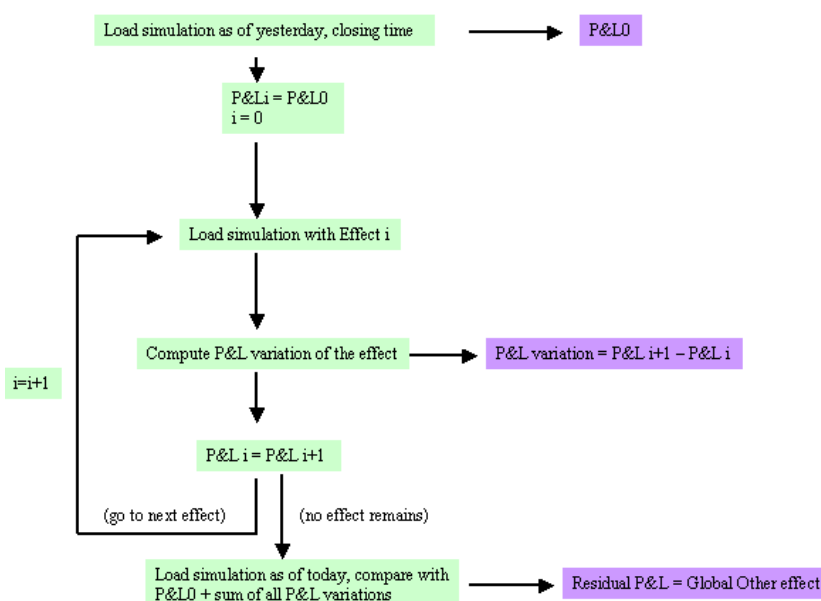 Load simulation as of yesterday, closing time
P&L0
P&Li = P&L0
i = 0
Load simulation with Effect i
Compute P&L variation of the effect
P&L variation = P&L i+1 – P&L i
i=i+1
P&L i = P&L i+1
(go to next effect)
(no effect remains)
Load simulation as of today, compare with
P&L0 + sum of all P&L variations
Residual P&L = Global Other effect